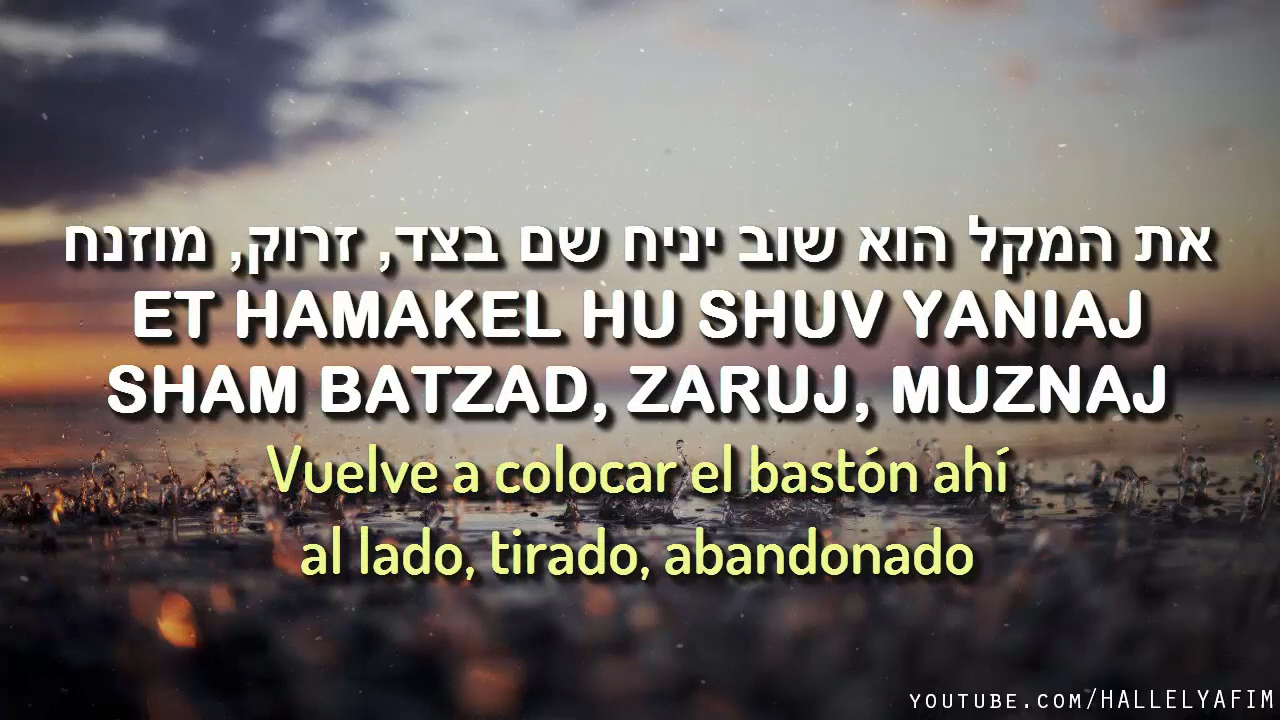 את המקל הוא שוב יניח שם בצד, זרוק, מוזנח
ET HAMAKEL HU SHUV YANIAJ
SHAM BATZAD, ZARUJ, MUZNAJ
Vuelve a colocar el bastón ahí
al lado, tirado, abandonado
YOUTUBE.COM/HALLELYAFIM